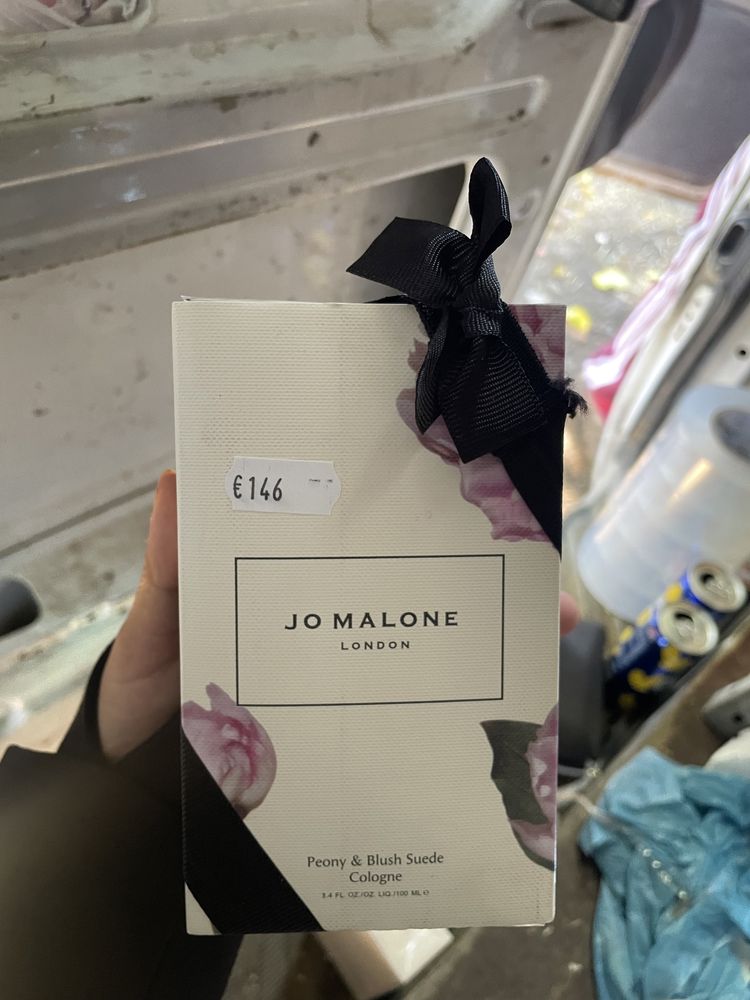 €146
JO MALONE
LONDON
Peony & Blush Suede
Cologne
3.4 FL. OZ./OZ. LIQ./100 ML ℮